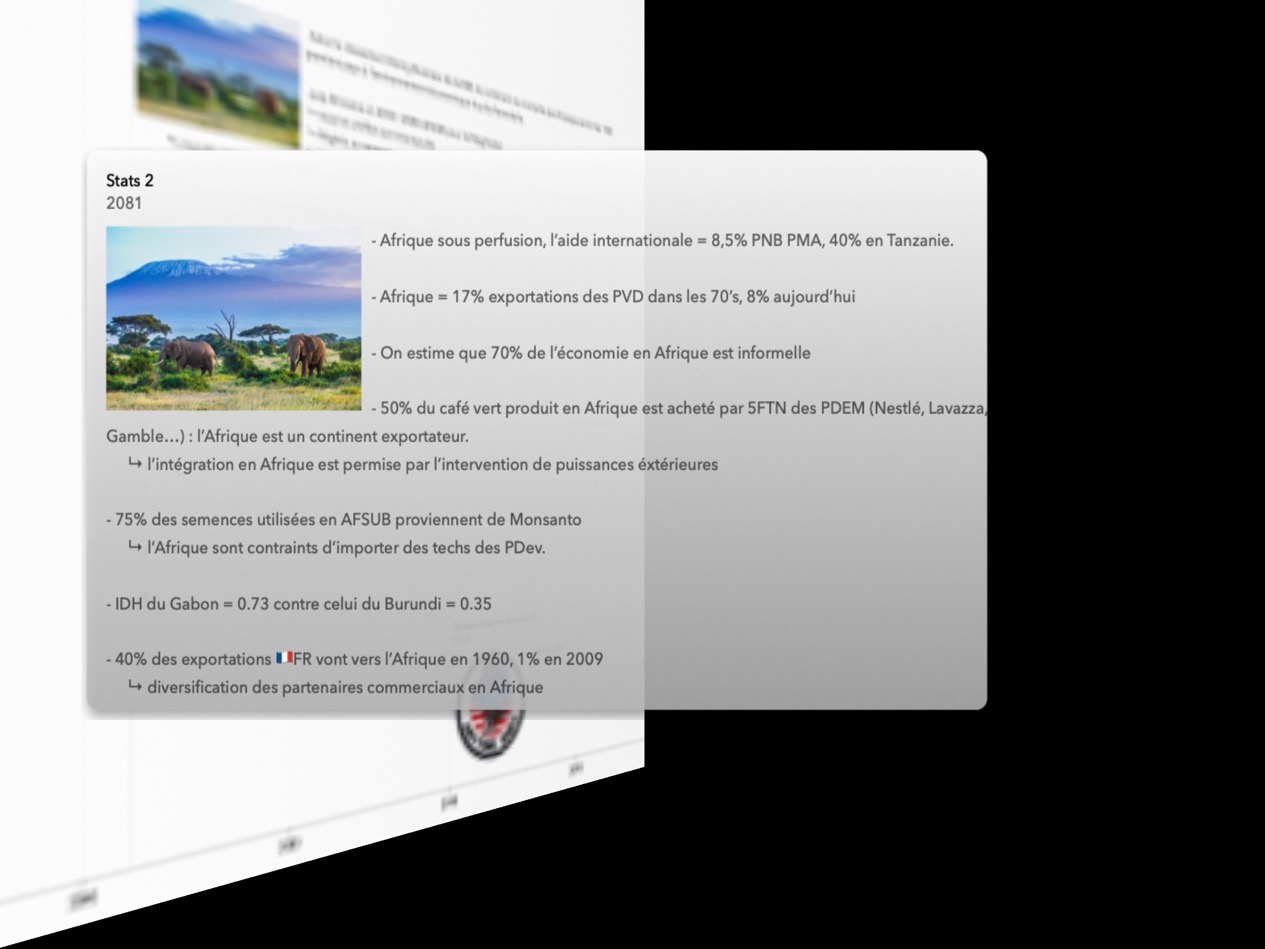 Stats 2
2081
- Afrique sous perfusion, l’aide internationale = 8,5% PNB PMA, 40% en Tanzanie.
- Afrique = 17% exportations des PVD dans les 70’s, 8% aujourd’hui
- On estime que 70% de l’économie en Afrique est informelle
- 50% du café vert produit en Afrique est acheté par 5FTN des PDEM (Nestlé, Lavazza,
Gamble...) : l’Afrique est un continent exportateur.
↳ l’intégration en Afrique est permise par l’intervention de puissances éxtérieures
- 75% des semences utilisées en AFSUB proviennent de Monsanto
↳ l’Afrique sont contraints d’importer des techs des PDev.
- IDH du Gabon = 0.73 contre celui du Burundi = 0.35
- 40% des exportations 🇫🇷FR vont vers l’Afrique en 1960, 1% en 2009
↳ diversification des partenaires commerciaux en Afrique